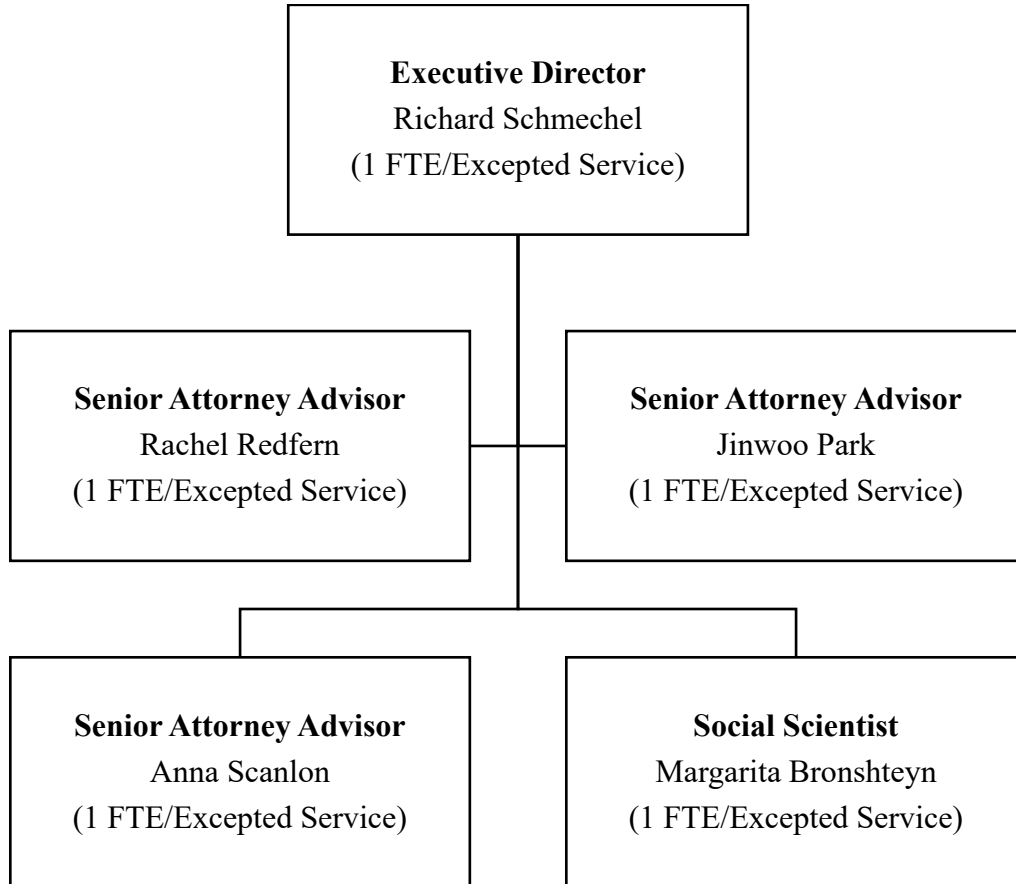 Executive Director
Richard Schmechel
(1 FTE/Excepted Service)
Senior Attorney Advisor
Rachel Redfern
(1 FTE/Excepted Service)
Senior Attorney Advisor
Jinwoo Park
(1 FTE/Excepted Service)
Senior Attorney Advisor
Anna Scanlon
(1 FTE/Excepted Service)
Social Scientist
Margarita Bronshteyn
(1 FTE/Excepted Service)